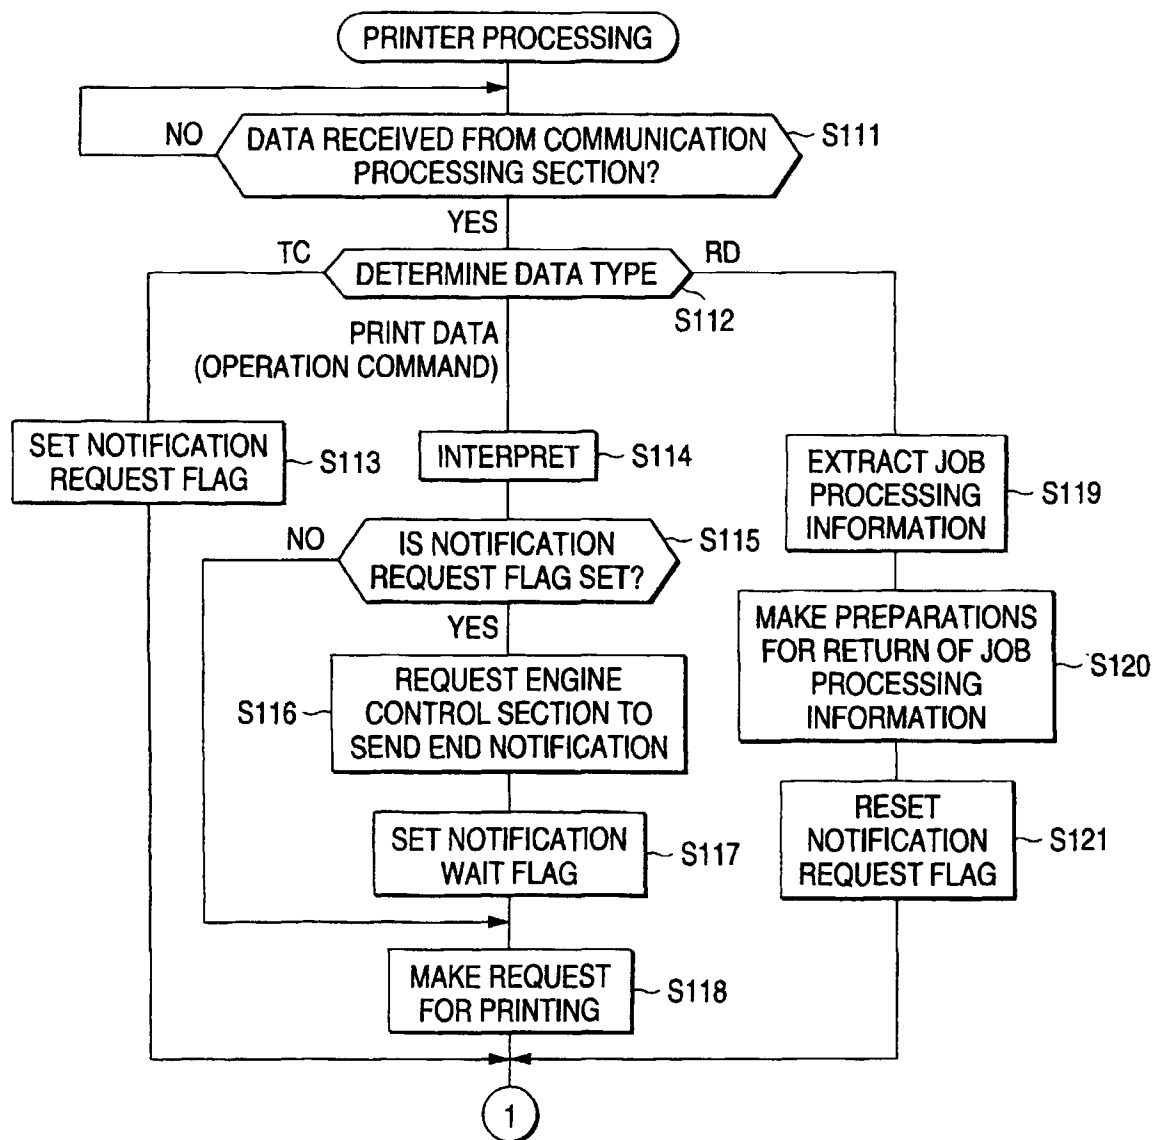 PRINTER PROCESSING
NO
DATA RECEIVED FROM COMMUNICATION
PROCESSING SECTION?
S111
YES
TC
DETERMINE DATA TYPE
RD
S112
PRINT DATA
(OPERATION COMMAND)
SET NOTIFICATION
REQUEST FLAG
S113
INTERPRET
S114
EXTRACT JOB
PROCESSING
INFORMATION
S119
NO
IS NOTIFICATION
REQUEST FLAG SET?
S115
YES
MAKE PREPARATIONS
FOR RETURN OF JOB
PROCESSING
INFORMATION
S120
S116
REQUEST ENGINE
CONTROL SECTION TO
SEND END NOTIFICATION
SET NOTIFICATION
WAIT FLAG
S117
RESET
NOTIFICATION
REQUEST FLAG
S121
MAKE REQUEST
FOR PRINTING
S118
1